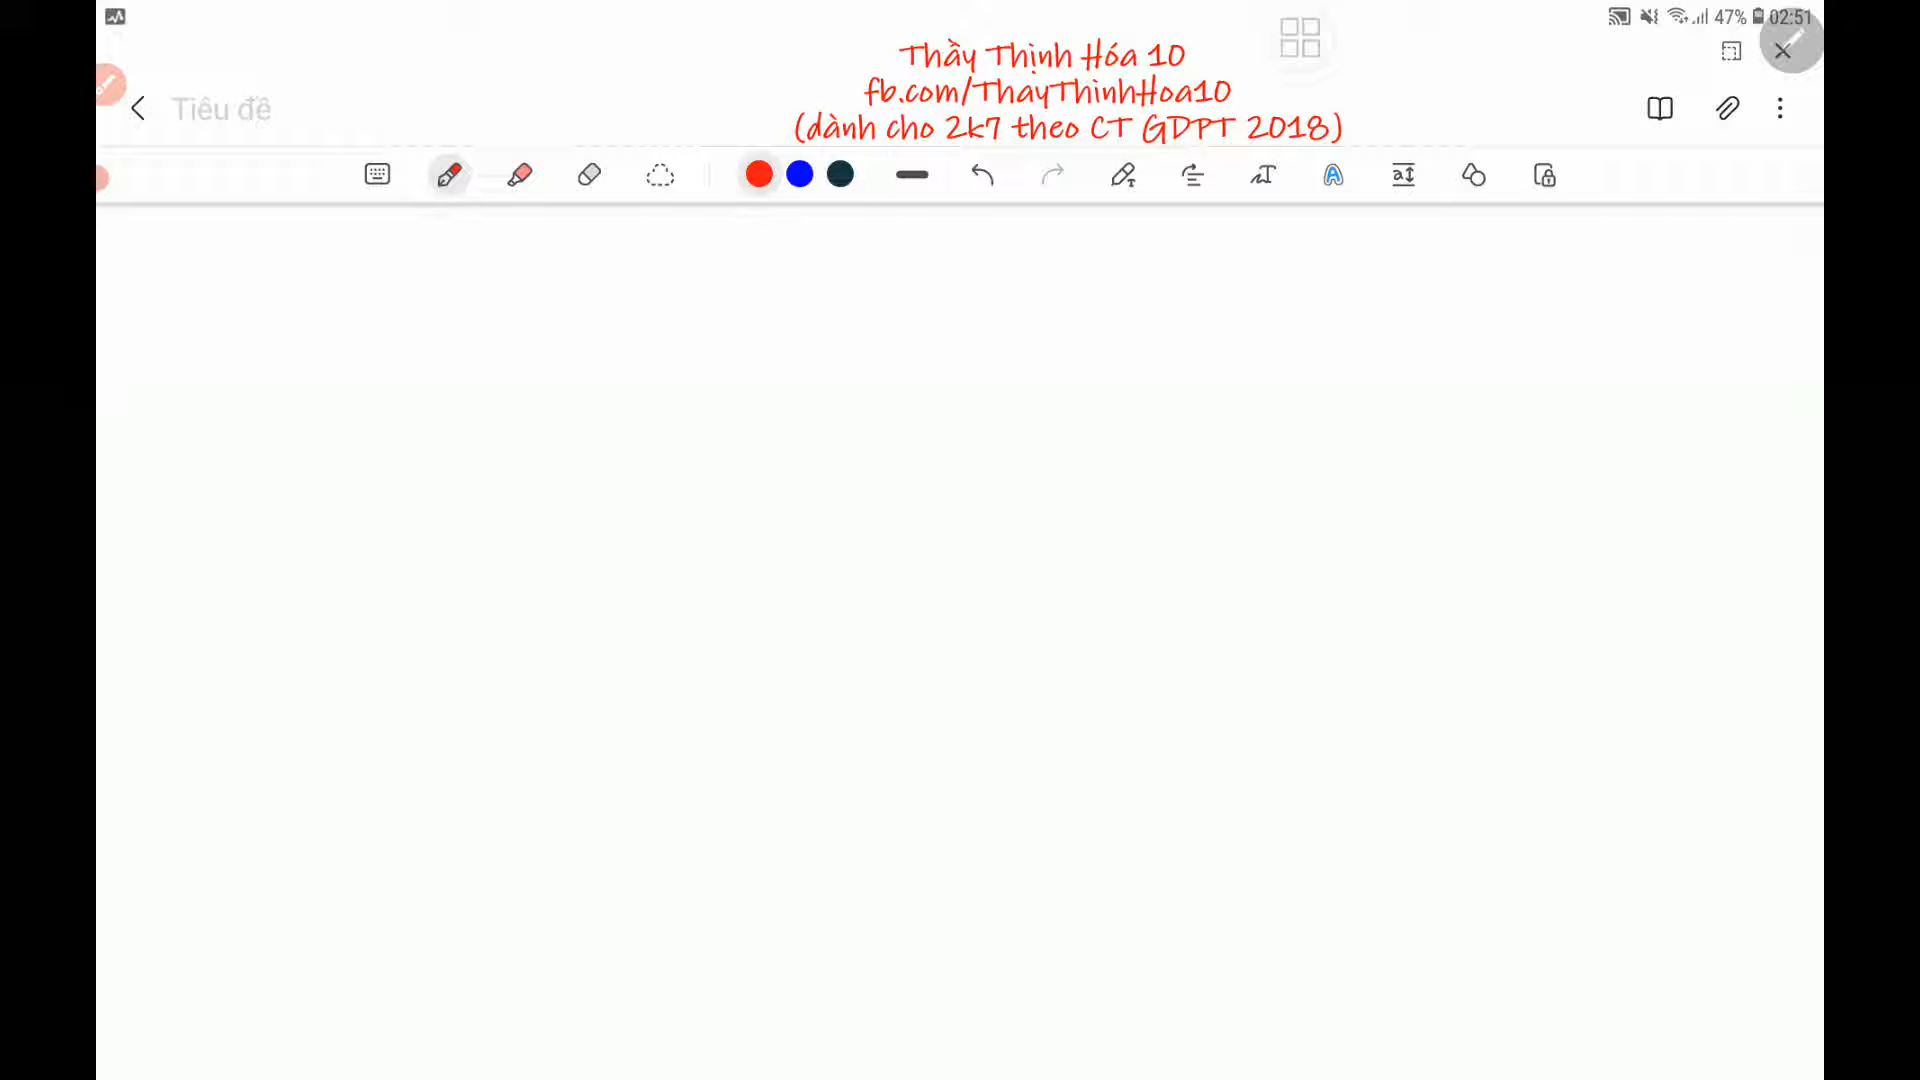 47% 02:51
Thầy Thịnh Hóa 10
fb.com/ThayThinhHoa10
Tiêu đề
(dành cho 2k7 theo CT GDPT 2018)